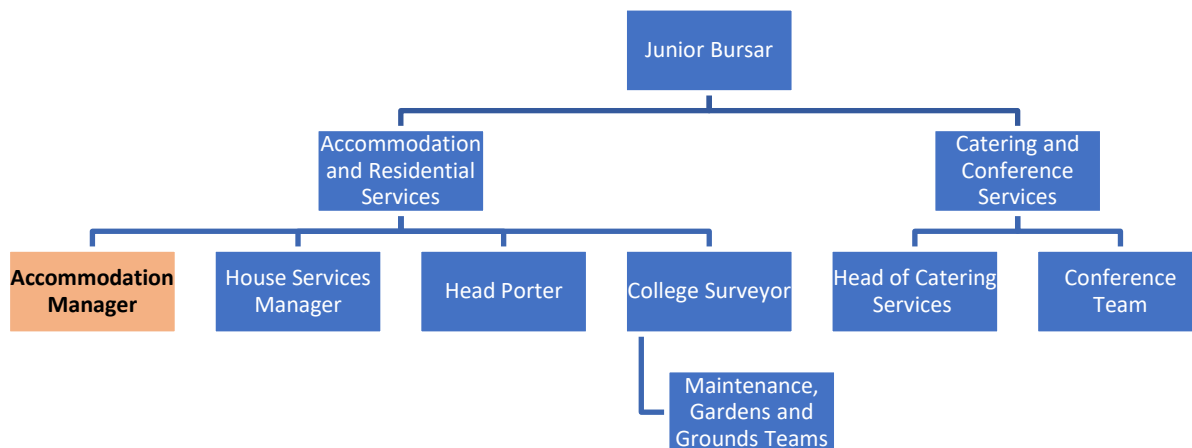 Junior Bursar
Accommodation
and Residential
Services
Catering and
Conference
Services
Accommodation
Manager
House Services
Manager
Head Porter
College Surveyor
Head of Catering
Services
Conference
Team
Maintenance,
Gardens and
Grounds Teams